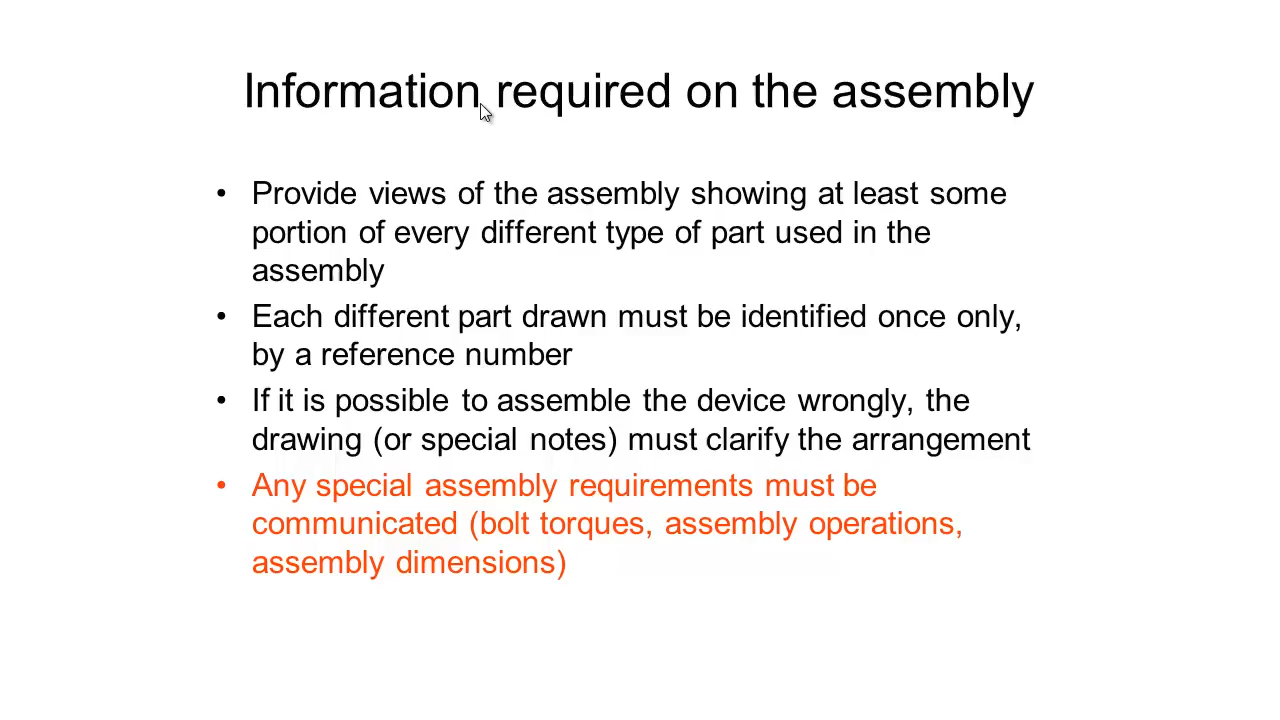 Information required on the assembly
• Provide views of the assembly showing at least some
portion of every different type of part used in the
assembly
• Each different part drawn must be identified once only,
by a reference number
• If it is possible to assemble the device wrongly, the
drawing (or special notes) must clarify the arrangement
• Any special assembly requirements must be
communicated (bolt torques, assembly operations,
assembly dimensions)